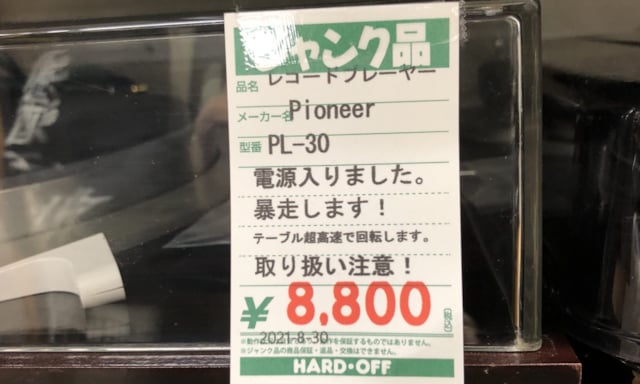 ジャンク品
品名 レコードプレーヤー
メーカー名 Pioneer
型番 PL-30
電源入りました。
暴走します！
テーブル超高速で回転します。
取り扱い注意！
¥ 8,800
2021.8.30
※ジャンク品の商品保証・返品・交換はできません。
HARD・OFF